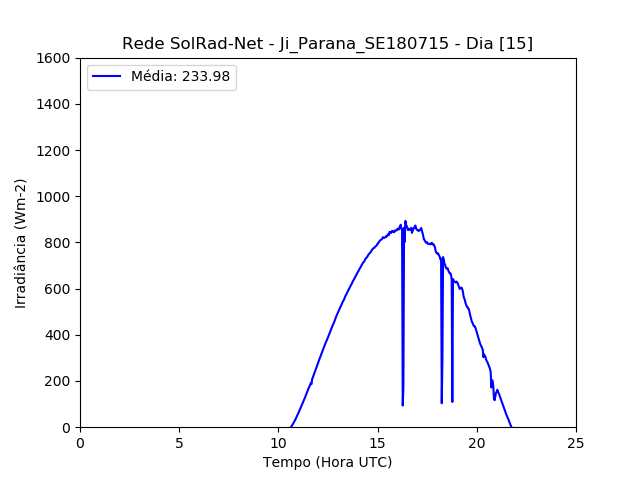 Rede SolRad-Net - Ji_Parana_SE180715 - Dia [15]
Média: 233.98
1600
1400
1200
1000
800
600
400
200
0
Irradiância (Wm-2)
0 5 10 15 20 25
Tempo (Hora UTC)